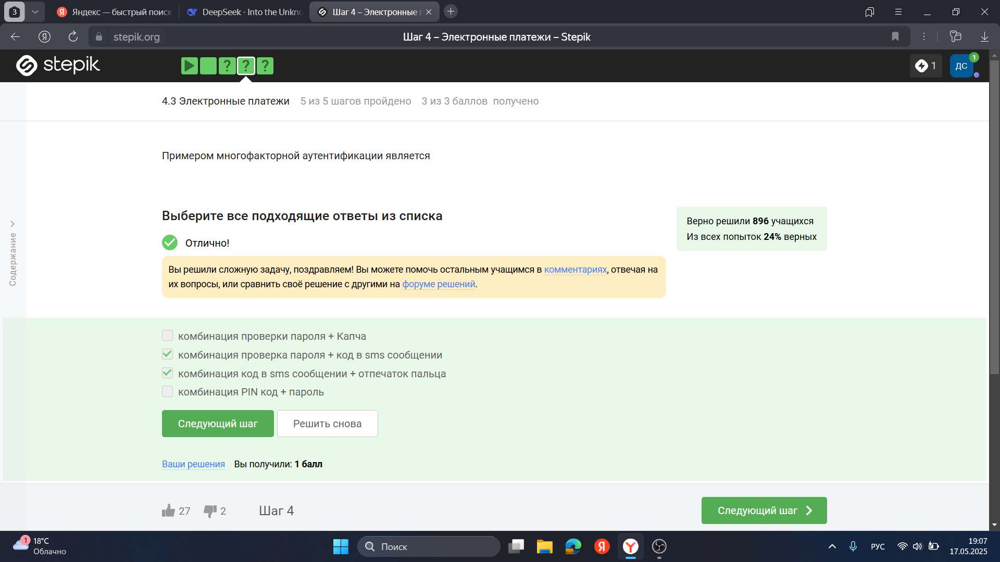 3
Яндекс — быстрый поиск
DeepSeek - Into the Unkno
Шаг 4 – Электронные п
stepik.org
Шаг 4 – Электронные платежи – Stepik
stepik
? ? ?
1
ДС
1
4.3 Электронные платежи 5 из 5 шагов пройдено 3 из 3 баллов получено
Примером многофакторной аутентификации является
Содержание
Выберите все подходящие ответы из списка
Верно решили 896 учащихся
Из всех попыток 24% верных
Отлично!
Вы решили сложную задачу, поздравляем! Вы можете помочь остальным учащимся в комментариях, отвечая на
их вопросы, или сравнить своё решение с другими на форуме решений.
комбинация проверки пароля + Капча
комбинация проверка пароля + код в sms сообщении
комбинация код в sms сообщении + отпечаток пальца
комбинация PIN код + пароль
Следующий шаг
Решить снова
Ваши решения Вы получили: 1 балл
27
2
Шаг 4
Следующий шаг
1
18°C
Облачно
Поиск
Я
РУС
19:07
17.05.2025